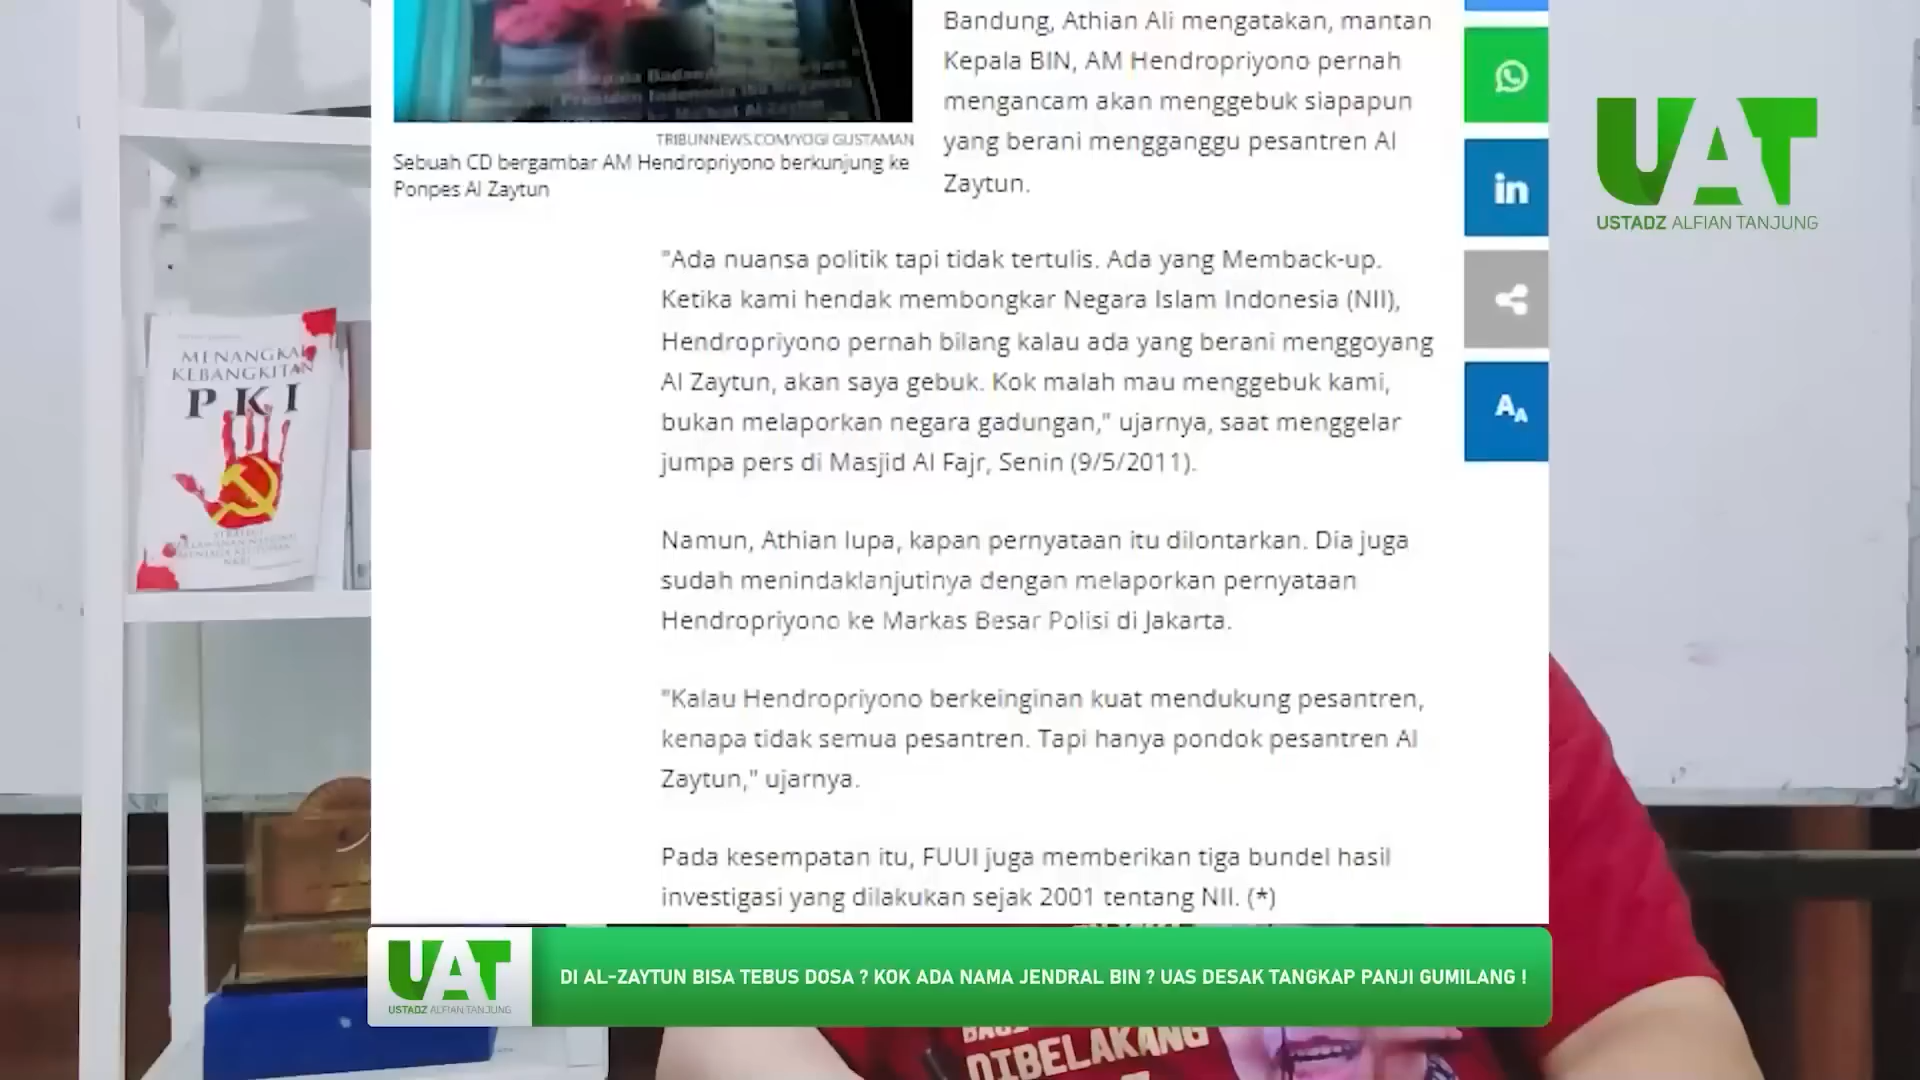 Bandung, Athian Ali mengatakan, mantan
Kepala BIN, AM Hendropriyono pernah
mengancam akan menggebuk siapapun
yang berani mengganggu pesantren Al
Zaytun.
TRIBUNNEWS.COM/YOGI GUSTAMAN
Sebuah CD bergambar AM Hendropriyono berkunjung ke
Ponpes Al Zaytun
"Ada nuansa politik tapi tidak tertulis. Ada yang Memback-up.
Ketika kami hendak membongkar Negara Islam Indonesia (NII),
Hendropriyono pernah bilang kalau ada yang berani menggoyang
Al Zaytun, akan saya gebuk. Kok malah mau menggebuk kami,
bukan melaporkan negara gadungan," ujarnya, saat menggelar
jumpa pers di Masjid Al Fajr, Senin (9/5/2011).
Namun, Athian lupa, kapan pernyataan itu dilontarkan. Dia juga
sudah menindaklanjutinya dengan melaporkan pernyataan
Hendropriyono ke Markas Besar Polisi di Jakarta.
"Kalau Hendropriyono berkeinginan kuat mendukung pesantren,
kenapa tidak semua pesantren. Tapi hanya pondok pesantren Al
Zaytun," ujarnya.
Pada kesempatan itu, FUUI juga memberikan tiga bundel hasil
investigasi yang dilakukan sejak 2001 tentang NII. (*)
in
AA
UAT
USTADZ ALFIAN TANJUNG
MENANGKAL
KEBANGKITAN
PKI
UAT
USTADZ ALFIAN TANJUNG
DI AL-ZAYTUN BISA TEBUS DOSA ? KOK ADA NAMA JENDRAL BIN ? UAS DESAK TANGKAP PANJI GUMILANG !
DIBELAKANG